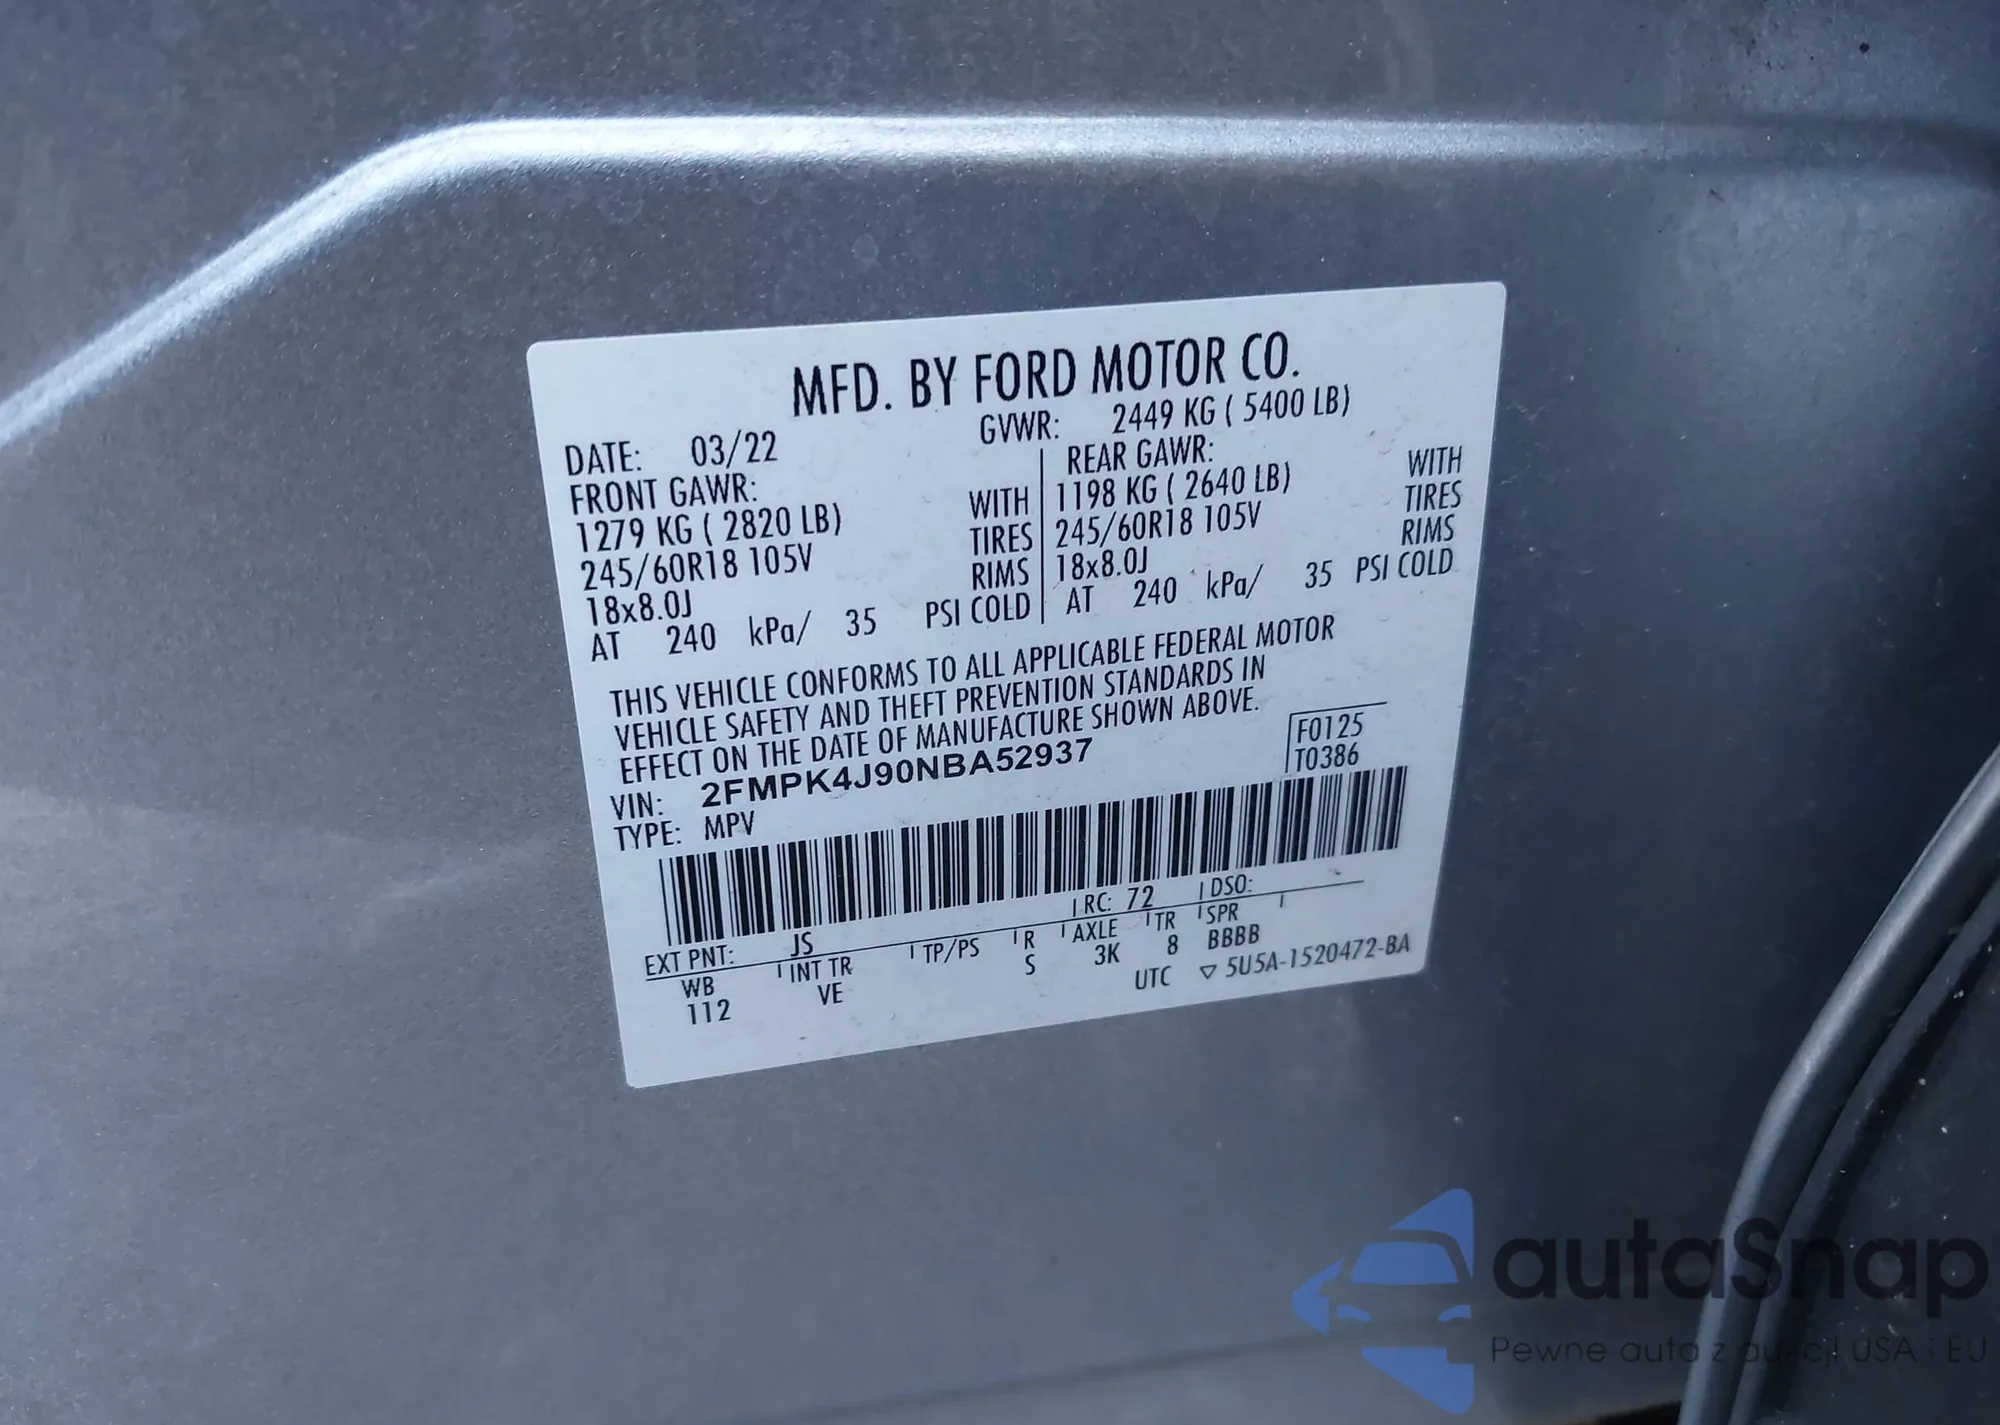 MFD. BY FORD MOTOR CO.
DATE: 03/22 GVWR: 2449 KG ( 5400 LB)
FRONT GAWR: REAR GAWR:
1279 KG ( 2820 LB) WITH 1198 KG ( 2640 LB) WITH
245/60R18 105V TIRES 245/60R18 105V TIRES
18x8.0J RIMS 18x8.0J RIMS
AT 240 kPa/ 35 PSI COLD AT 240 kPa/ 35 PSI COLD
THIS VEHICLE CONFORMS TO ALL APPLICABLE FEDERAL MOTOR
VEHICLE SAFETY AND THEFT PREVENTION STANDARDS IN
EFFECT ON THE DATE OF MANUFACTURE SHOWN ABOVE.
VIN: 2FMPK4J90NBA52937 F0125
TYPE: MPV T0386
EXT PNT: JS RC: 72 DSO:
WB INT TR TP/PS R AXLE TR SPR
112 VE S 3K 8 BBBB
UTC ▽ 5U5A-1520472-BA
autaSnap
Pewne auta z aukcji USA i EU